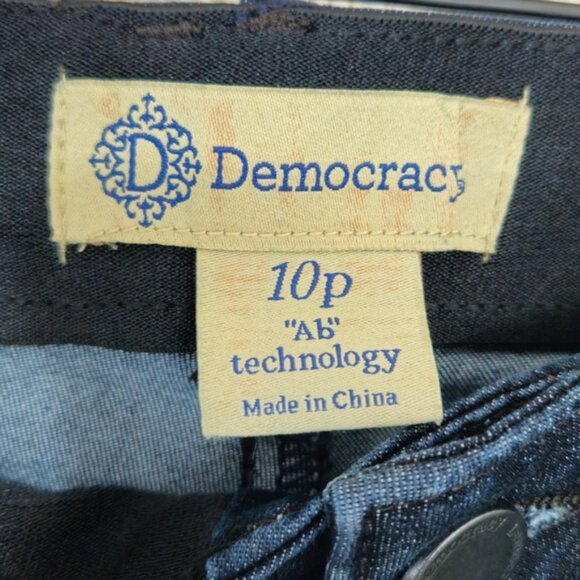 D Democracy
10p
"Ab"
technology
Made in China